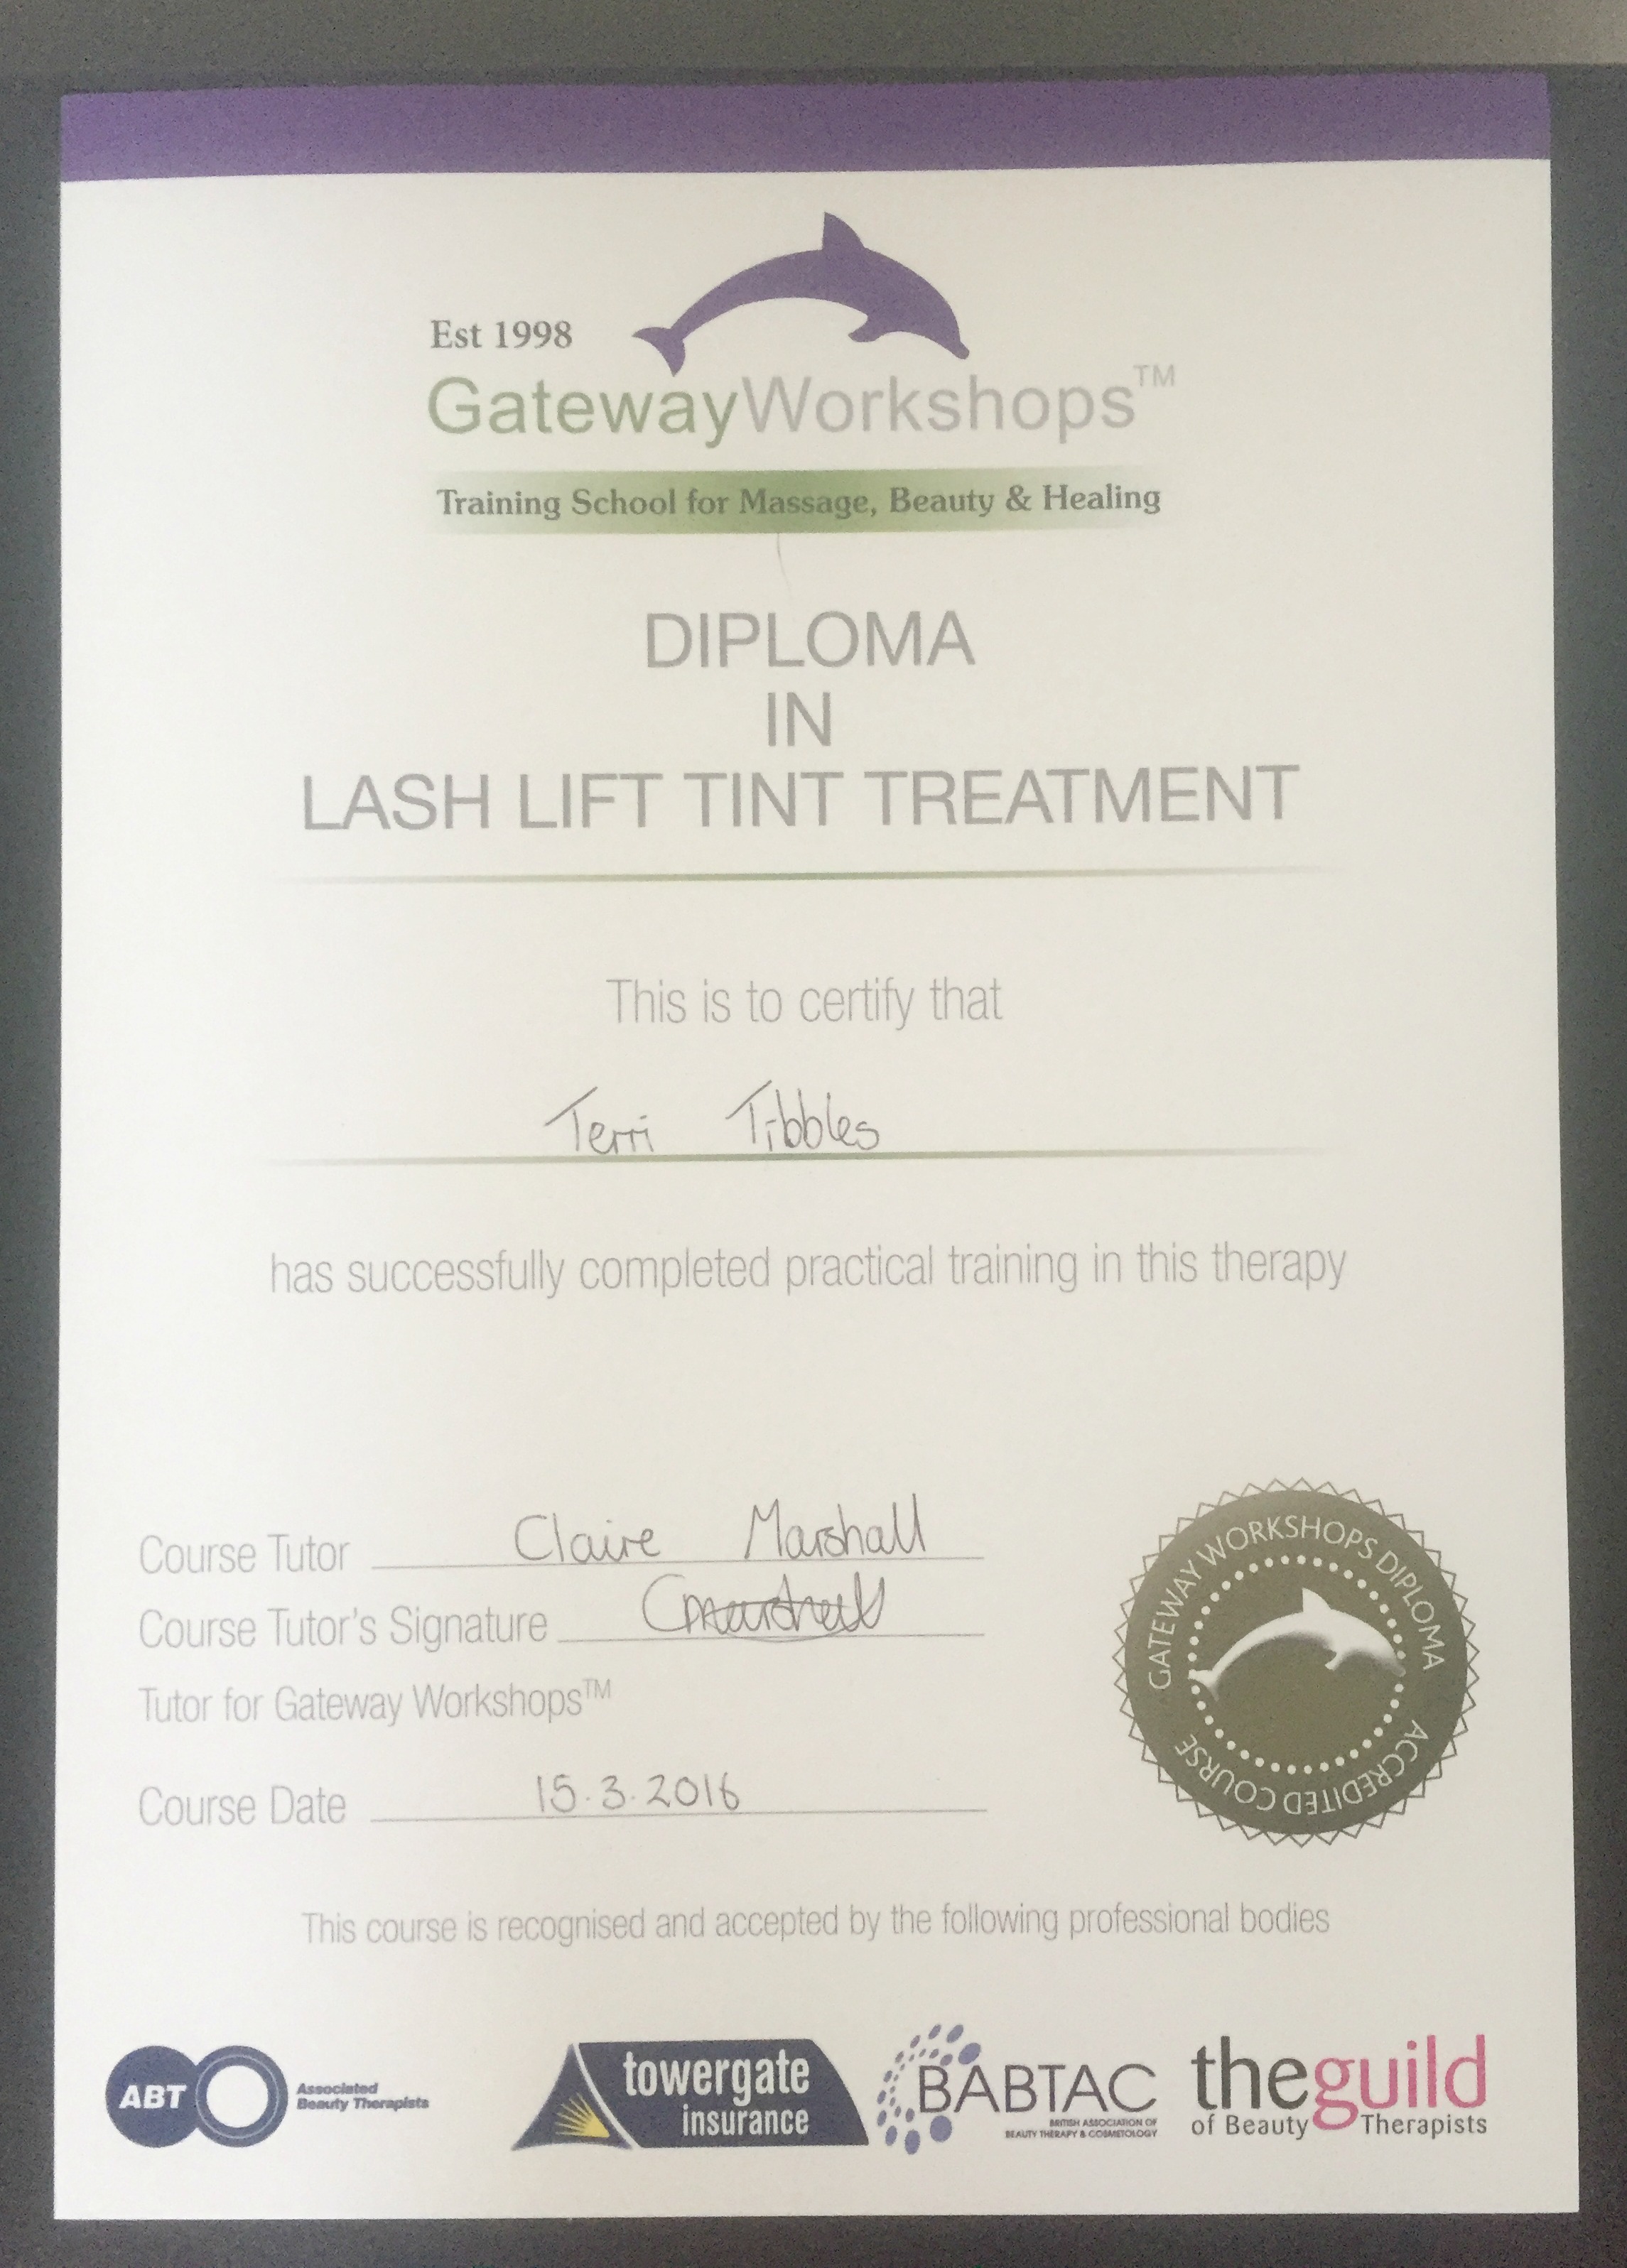 Est 1998
GatewayWorkshops™
Training School for Massage, Beauty & Healing
DIPLOMA
IN
LASH LIFT TINT TREATMENT
This is to certify that
Terri Tibbles
has successfully completed practical training in this therapy
Course Tutor Claire Marshall
Course Tutor's Signature CMarshall
Tutor for Gateway Workshops™
Course Date 15.3.2016
GATEWAY WORKSHOPS DIPLOMA
ACCREDITED COURSE
This course is recognised and accepted by the following professional bodies
ABT
Associated
Beauty Therapists
towergate
insurance
BABTAC
BRITISH ASSOCIATION OF
BEAUTY THERAPY & COSMETOLOGY
theguild
of Beauty Therapists